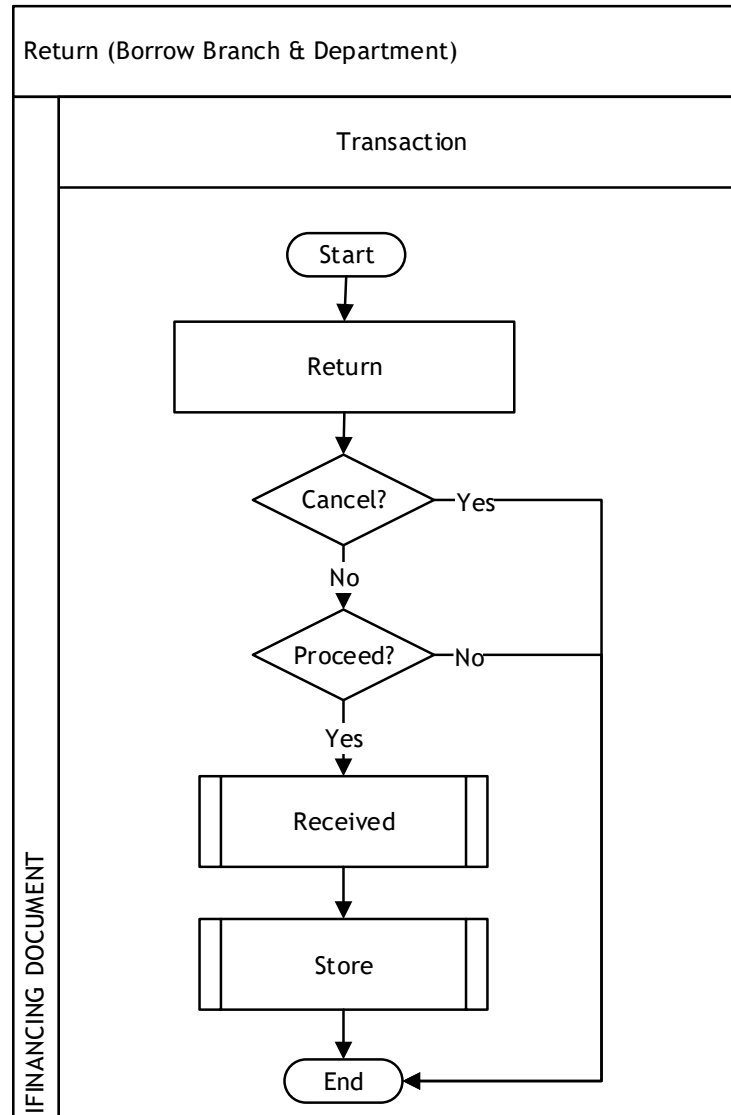 Return (Borrow Branch & Department)
Transaction
Start
Return
Cancel?
Yes
No
Proceed?
No
Yes
Received
Store
End
IFINANCING DOCUMENT